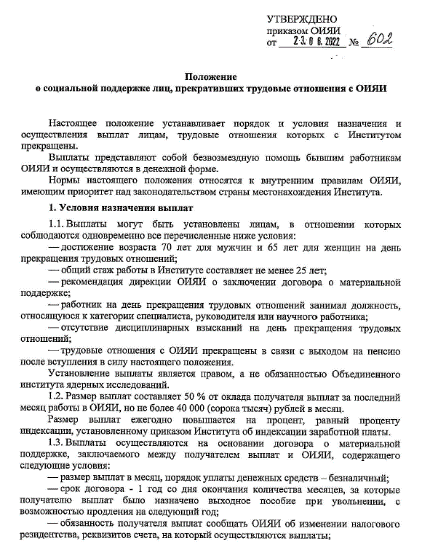 УТВЕРЖДЕНО
приказом ОИЯИ
от 23.06.2022 № 602
Положение
о социальной поддержке лиц, прекративших трудовые отношения с ОИЯИ
Настоящее положение устанавливает порядок и условия назначения и
осуществления выплат лицам, трудовые отношения которых с Институтом
прекращены.
Выплаты представляют собой безвозмездную помощь бывшим работникам
ОИЯИ и осуществляются в денежной форме.
Нормы настоящего положения относятся к внутренним правилам ОИЯИ,
имеющим приоритет над законодательством страны местонахождения Института.
1. Условия назначения выплат
1.1. Выплаты могут быть установлены лицам, в отношении которых
соблюдаются одновременно все перечисленные ниже условия:
— достижение возраста 70 лет для мужчин и 65 лет для женщин на день
прекращения трудовых отношений;
— общий стаж работы в Институте составляет не менее 25 лет;
— рекомендация дирекции ОИЯИ о заключении договора о материальной
поддержке;
— работник на день прекращения трудовых отношений занимал должность,
относящуюся к категории специалиста, руководителя или научного работника;
— отсутствие дисциплинарных взысканий на день прекращения трудовых
отношений;
— трудовые отношения с ОИЯИ прекращены в связи с выходом на пенсию
после вступления в силу настоящего положения.
Установление выплаты является правом, а не обязанностью Объединенного
института ядерных исследований.
1.2. Размер выплат составляет 50 % от оклада получателя выплат за последний
месяц работы в ОИЯИ, но не более 40 000 (сорока тысяч) рублей в месяц.
Размер выплат ежегодно повышается на процент, равный проценту
индексации, установленному приказом Института об индексации заработной платы.
1.3. Выплаты осуществляются на основании договора о материальной
поддержке, заключаемого между получателем выплат и ОИЯИ, содержащего
следующие условия:
— размер выплат в месяц, порядок уплаты денежных средств – безналичный;
— срок договора - 1 год со дня окончания количества месяцев, за которые
получателю выплат было назначено выходное пособие при увольнении, с
возможностью продления на следующий год;
— обязанность получателя выплат сообщать ОИЯИ об изменении налогового
резидентства, реквизитов счета, на который осуществляются выплаты;